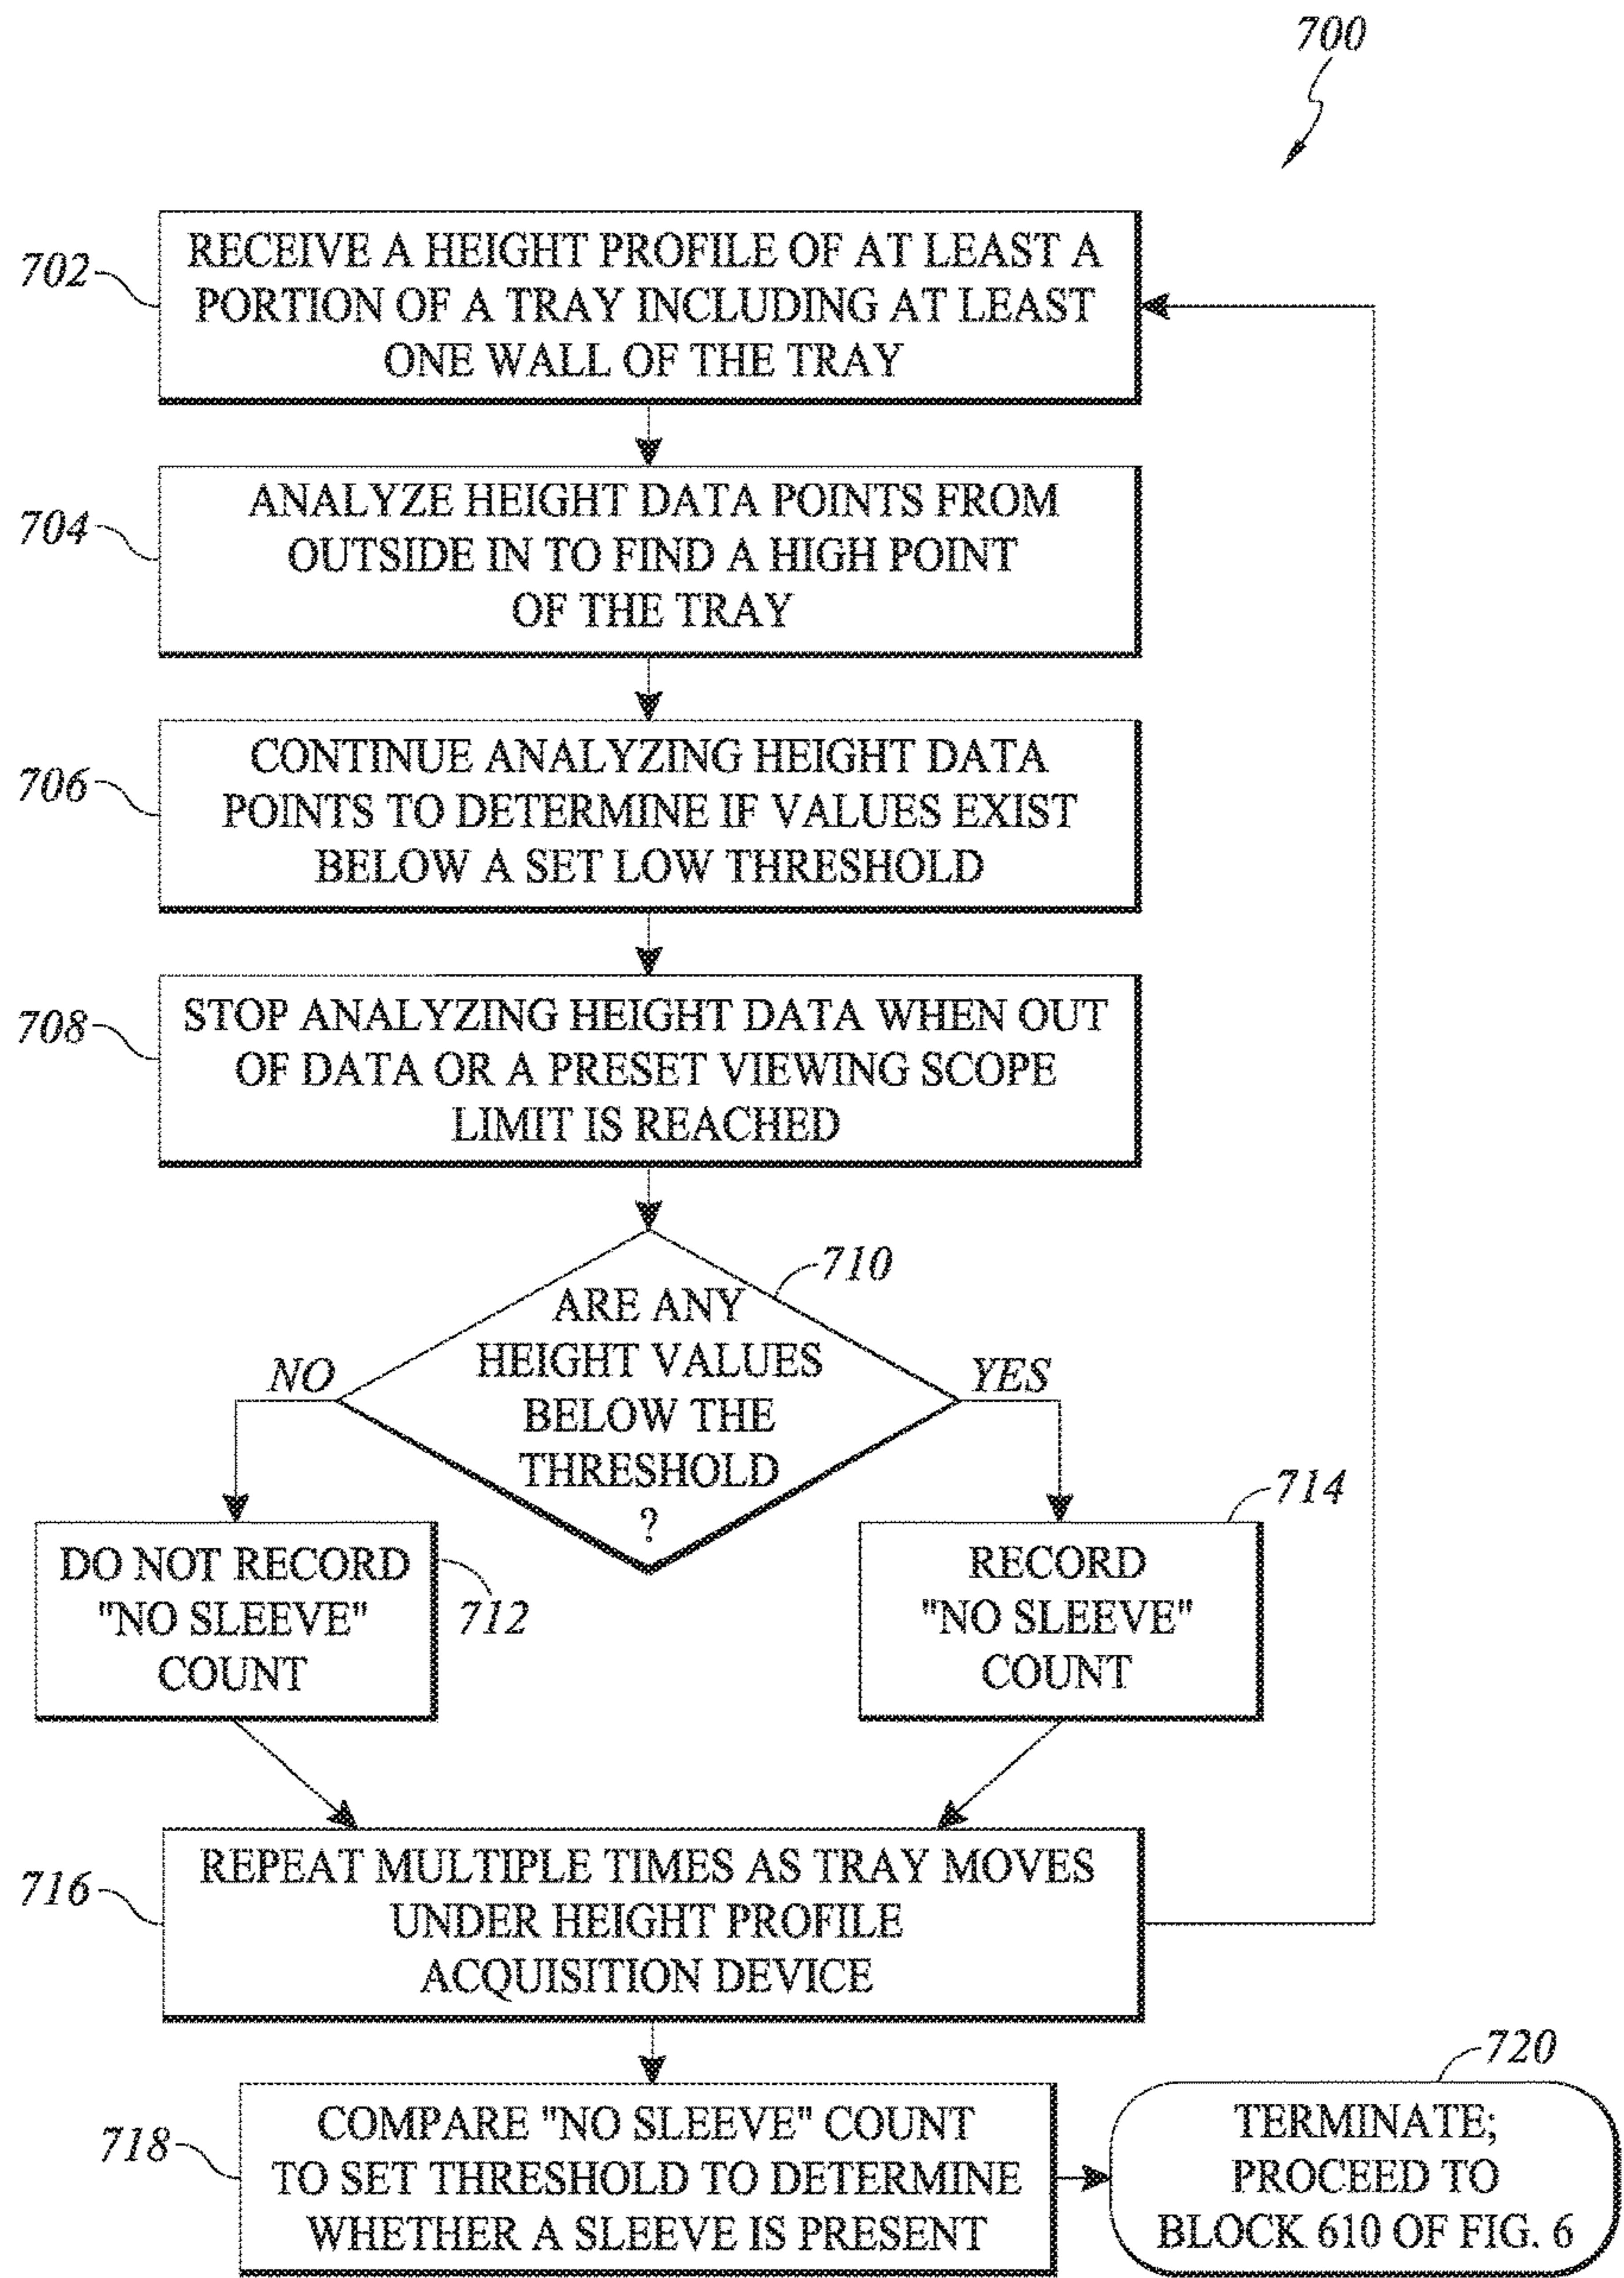 700
702
RECEIVE A HEIGHT PROFILE OF AT LEAST A
PORTION OF A TRAY INCLUDING AT LEAST
ONE WALL OF THE TRAY
704
ANALYZE HEIGHT DATA POINTS FROM
OUTSIDE IN TO FIND A HIGH POINT
OF THE TRAY
706
CONTINUE ANALYZING HEIGHT DATA
POINTS TO DETERMINE IF VALUES EXIST
BELOW A SET LOW THRESHOLD
708
STOP ANALYZING HEIGHT DATA WHEN OUT
OF DATA OR A PRESET VIEWING SCOPE
LIMIT IS REACHED
710
ARE ANY
HEIGHT VALUES
BELOW THE
THRESHOLD
?
NO
YES
712
DO NOT RECORD
"NO SLEEVE"
COUNT
714
RECORD
"NO SLEEVE"
COUNT
716
REPEAT MULTIPLE TIMES AS TRAY MOVES
UNDER HEIGHT PROFILE
ACQUISITION DEVICE
718
COMPARE "NO SLEEVE" COUNT
TO SET THRESHOLD TO DETERMINE
WHETHER A SLEEVE IS PRESENT
720
TERMINATE;
PROCEED TO
BLOCK 610 OF FIG. 6